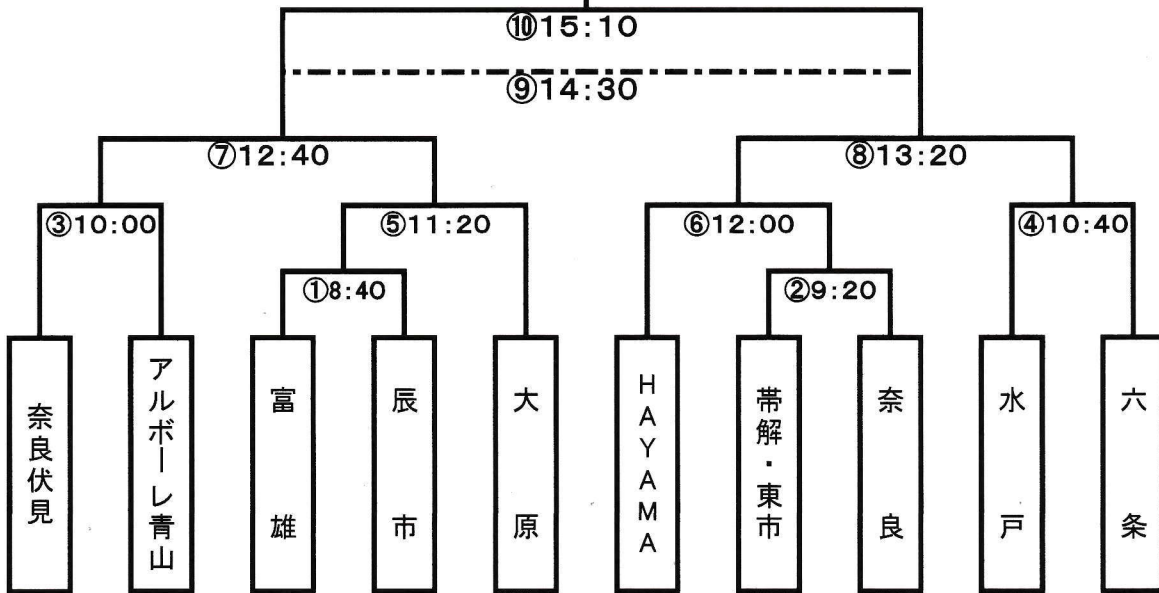 ⑩15:10
⑨14:30
⑦12:40
⑧13:20
③10:00
⑤11:20
⑥12:00
④10:40
①8:40
②9:20
奈良伏見
アルボーレ青山
富雄
辰市
大原
HAYAMA
帯解・東市
奈良
水戸
六条